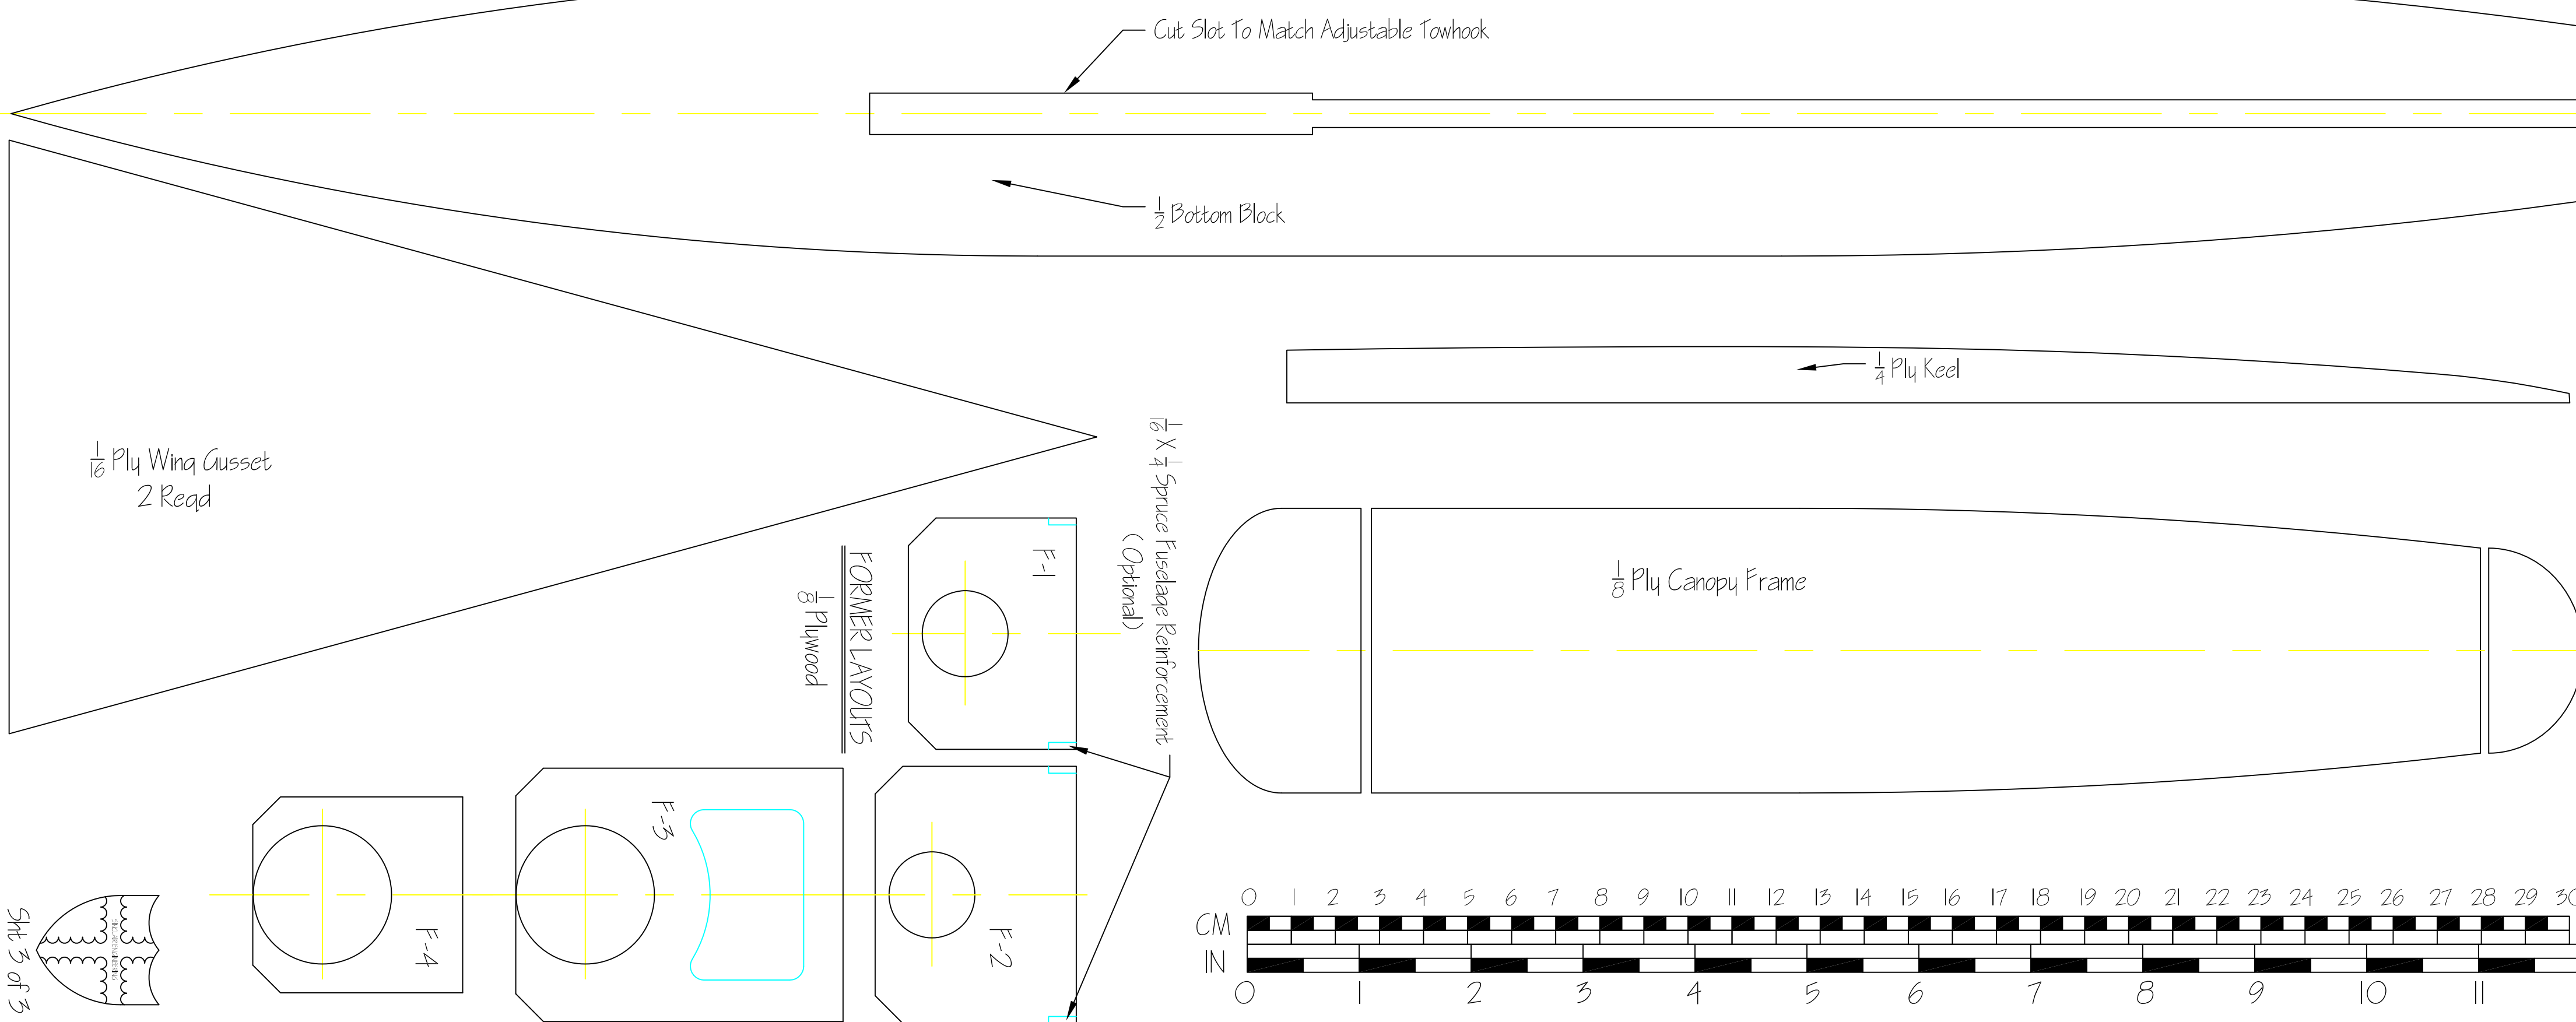 Cut Slot To Match Adjustable Towhook
1/2 Bottom Block
1/4 Ply Keel
1/16 Ply Wing Gusset
2 Reqd
1/16 X 1/4 Spruce Fuselage Reinforcement
(Optional)
1/8 Ply Canopy Frame
FORMER LAYOUTS
1/8 Plywood
F-1
F-2
F-3
F-4
Sht 3 of 3
0 1 2 3 4 5 6 7 8 9 10 11 12 13 14 15 16 17 18 19 20 21 22 23 24 25 26 27 28 29 30
CM
IN
0 1 2 3 4 5 6 7 8 9 10 11